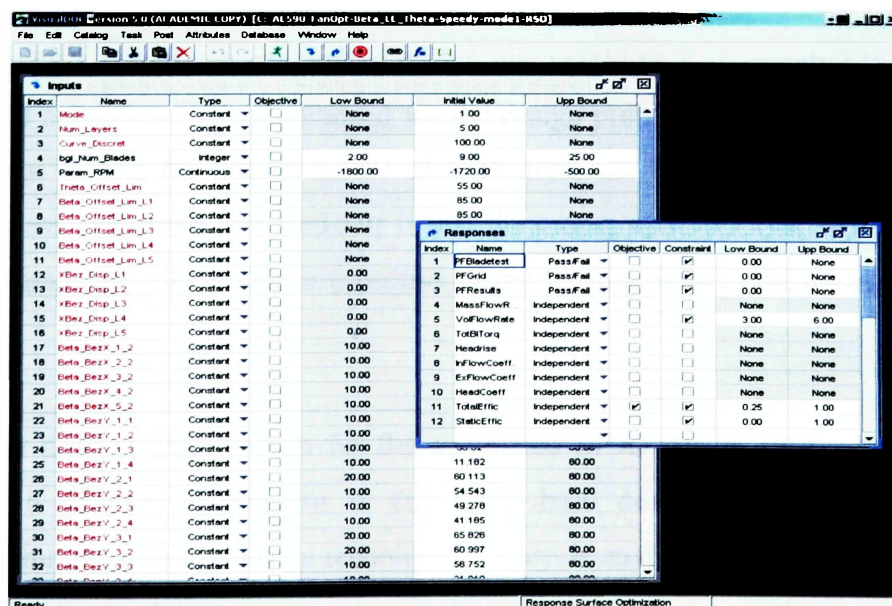 VisualDOC Version 5.0 (ACADEMIC COPY) [C: AE590 FanOpt-Beta_LE_Theta-Speedy-mode1-RSO]
File Edit Catalog Task Post Attributes Database Window Help
Inputs
Index Name Type Objective Low Bound Initial Value Upp Bound
1 Mode Constant None 1.00 None
2 Num_Layers Constant None 5.00 None
3 Curve_Discret Constant None 100.00 None
4 bgi_Num_Blades Integer 2.00 9.00 25.00
5 Param_RPM Continuous -1800.00 -1720.00 -500.00
6 Theta_Offset_Lim Constant None 55.00 None
7 Beta_Offset_Lim_L1 Constant None 85.00 None
8 Beta_Offset_Lim_L2 Constant None 85.00 None
9 Beta_Offset_Lim_L3 Constant None
10 Beta_Offset_Lim_L4 Constant None
11 Beta_Offset_Lim_L5 Constant None
12 XBez_Disp_L1 Constant 0.00
13 XBez_Disp_L2 Constant 0.00
14 XBez_Disp_L3 Constant 0.00
15 XBez_Disp_L4 Constant 0.00
16 XBez_Disp_L5 Constant 0.00
17 Beta_BezX_1_2 Constant 10.00
18 Beta_BezX_2_2 Constant 10.00
19 Beta_BezX_3_2 Constant 10.00
20 Beta_BezX_4_2 Constant 10.00
21 Beta_BezX_5_2 Constant 10.00
22 Beta_BezY_1_1 Constant 10.00
23 Beta_BezY_1_2 Constant 10.00
24 Beta_BezY_1_3 Constant 10.00
25 Beta_BezY_1_4 Constant 10.00 11.182 80.00
26 Beta_BezY_2_1 Constant 20.00 60.113 80.00
27 Beta_BezY_2_2 Constant 10.00 54.543 80.00
28 Beta_BezY_2_3 Constant 10.00 49.278 80.00
29 Beta_BezY_2_4 Constant 10.00 41.185 80.00
30 Beta_BezY_3_1 Constant 20.00 65.828 80.00
31 Beta_BezY_3_2 Constant 20.00 60.997 80.00
32 Beta_BezY_3_3 Constant 10.00 58.752 80.00
Responses
Index Name Type Objective Constraint Low Bound Upp Bound
1 PFBladetest Pass/Fail 0.00 None
2 PFGrid Pass/Fail 0.00 None
3 PFResults Pass/Fail 0.00 None
4 MassFlowR Independent None None
5 VolFlowRate Independent 3.00 6.00
6 TotBlTorq Independent None None
7 Headrise Independent None None
8 InFlowCoeff Independent None None
9 ExFlowCoeff Independent None None
10 HeadCoeff Independent None None
11 TotalEffic Independent 0.25 1.00
12 StaticEffic Independent 0.00 1.00
Ready Response Surface Optimization